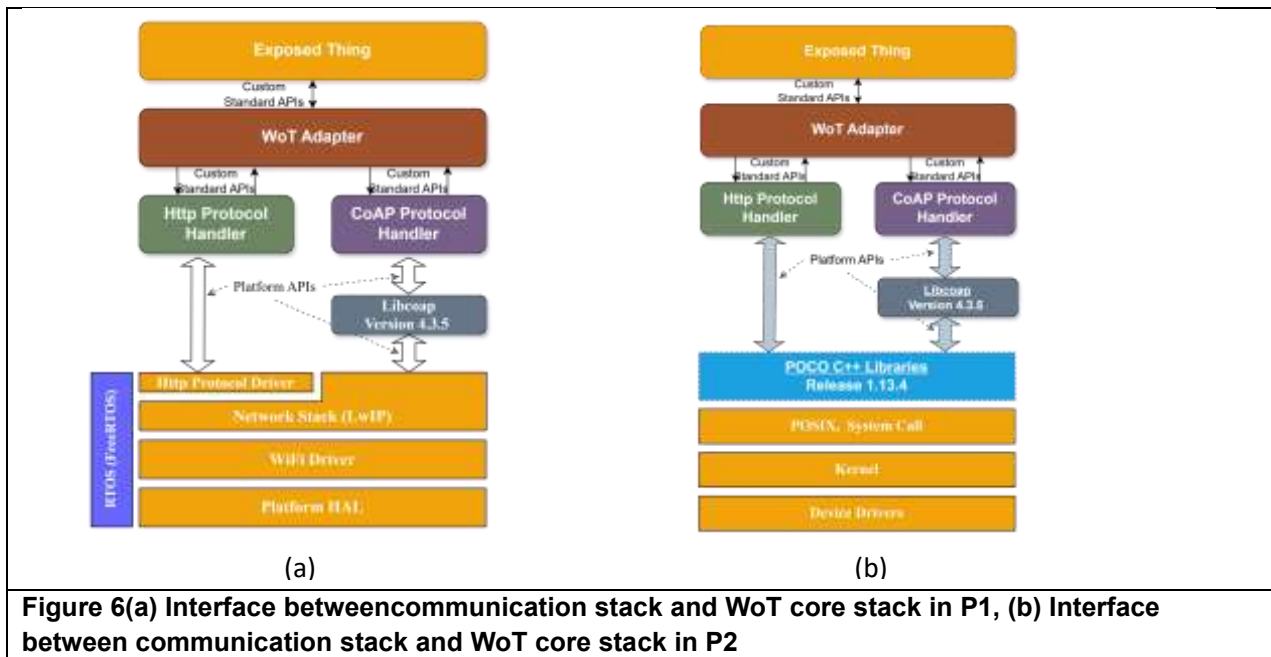 Exposed Thing
Custom
Standard APIs
WoT Adapter
Custom
Standard APIs
Custom
Standard APIs
Http Protocol
Handler
CoAP Protocol
Handler
Platform APIs
Libcoap
Version 4.3.5
RTOS (FreeRTOS)
Http Protocol Driver
Network Stack (LwIP)
WiFi Driver
Platform HAL
(a)
Exposed Thing
Custom
Standard APIs
WoT Adapter
Custom
Standard APIs
Custom
Standard APIs
Http Protocol
Handler
CoAP Protocol
Handler
Platform APIs
Libcoap
Version 4.3.5
POCO C++ Libraries
Release 1.13.4
POSIX, System Call
Kernel
Device Drivers
(b)
Figure 6(a) Interface betweencommunication stack and WoT core stack in P1, (b) Interface
between communication stack and WoT core stack in P2